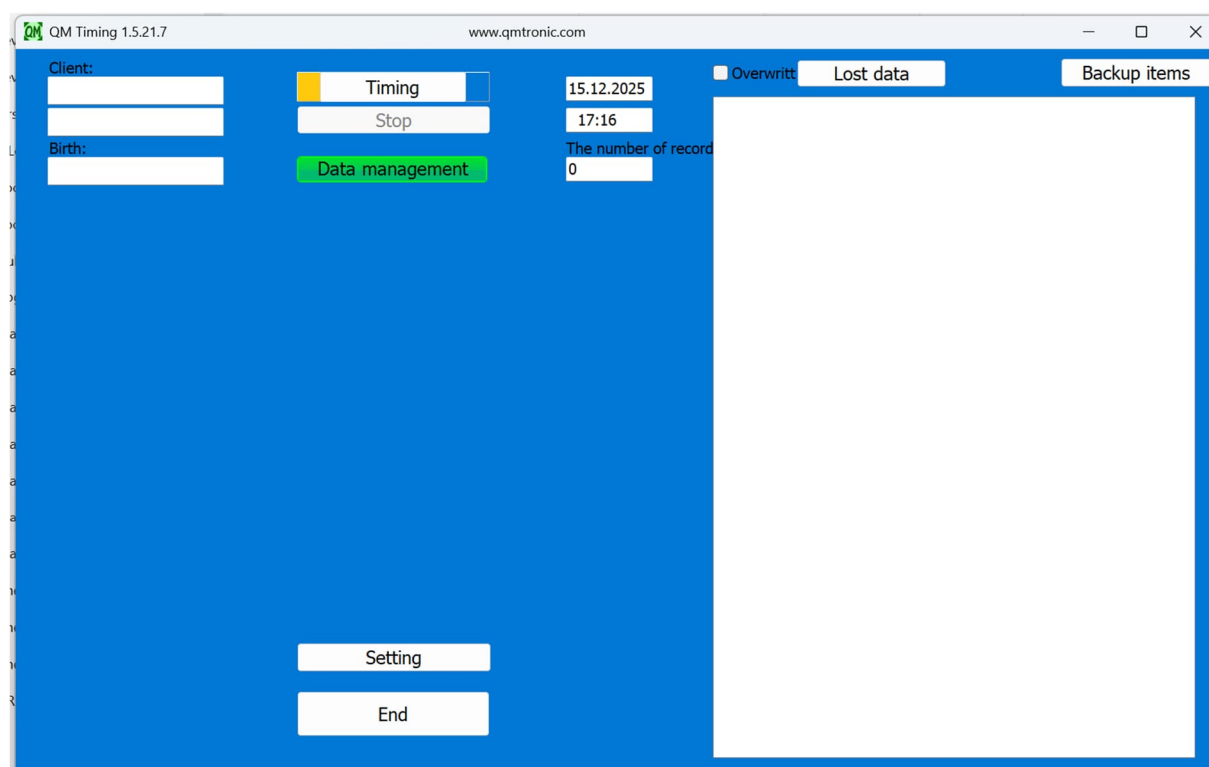 QM QM Timing 1.5.21.7 www.qmtronic.com
Client:
Birth:
Timing
Stop
Data management
15.12.2025
17:16
The number of record
0
Overwritt Lost data Backup items
Setting
End